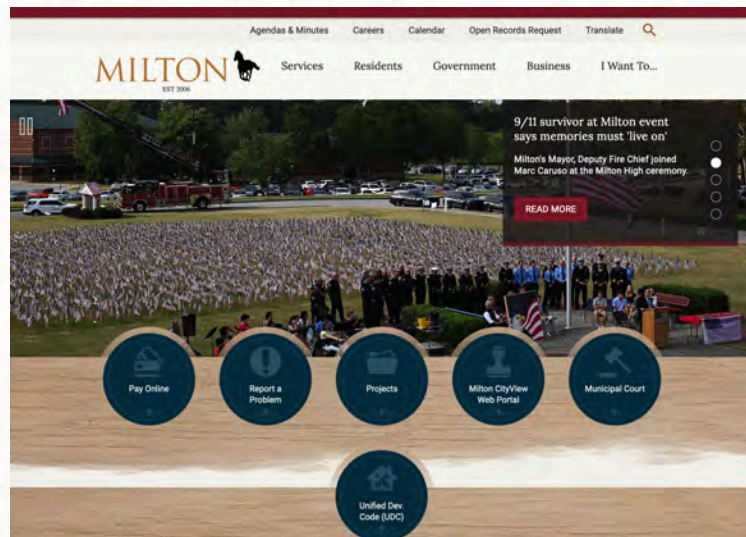 Agendas & Minutes Careers Calendar Open Records Request Translate
MILTON
EST 2006
Services Residents Government Business I Want To...
9/11 survivor at Milton event
says memories must 'live on'
Milton's Mayor, Deputy Fire Chief joined
Marc Caruso at the Milton High ceremony.
READ MORE
Pay Online
Report a
Problem
Projects
Milton CityView
Web Portal
Municipal Court
Unified Dev.
Code (UDC)